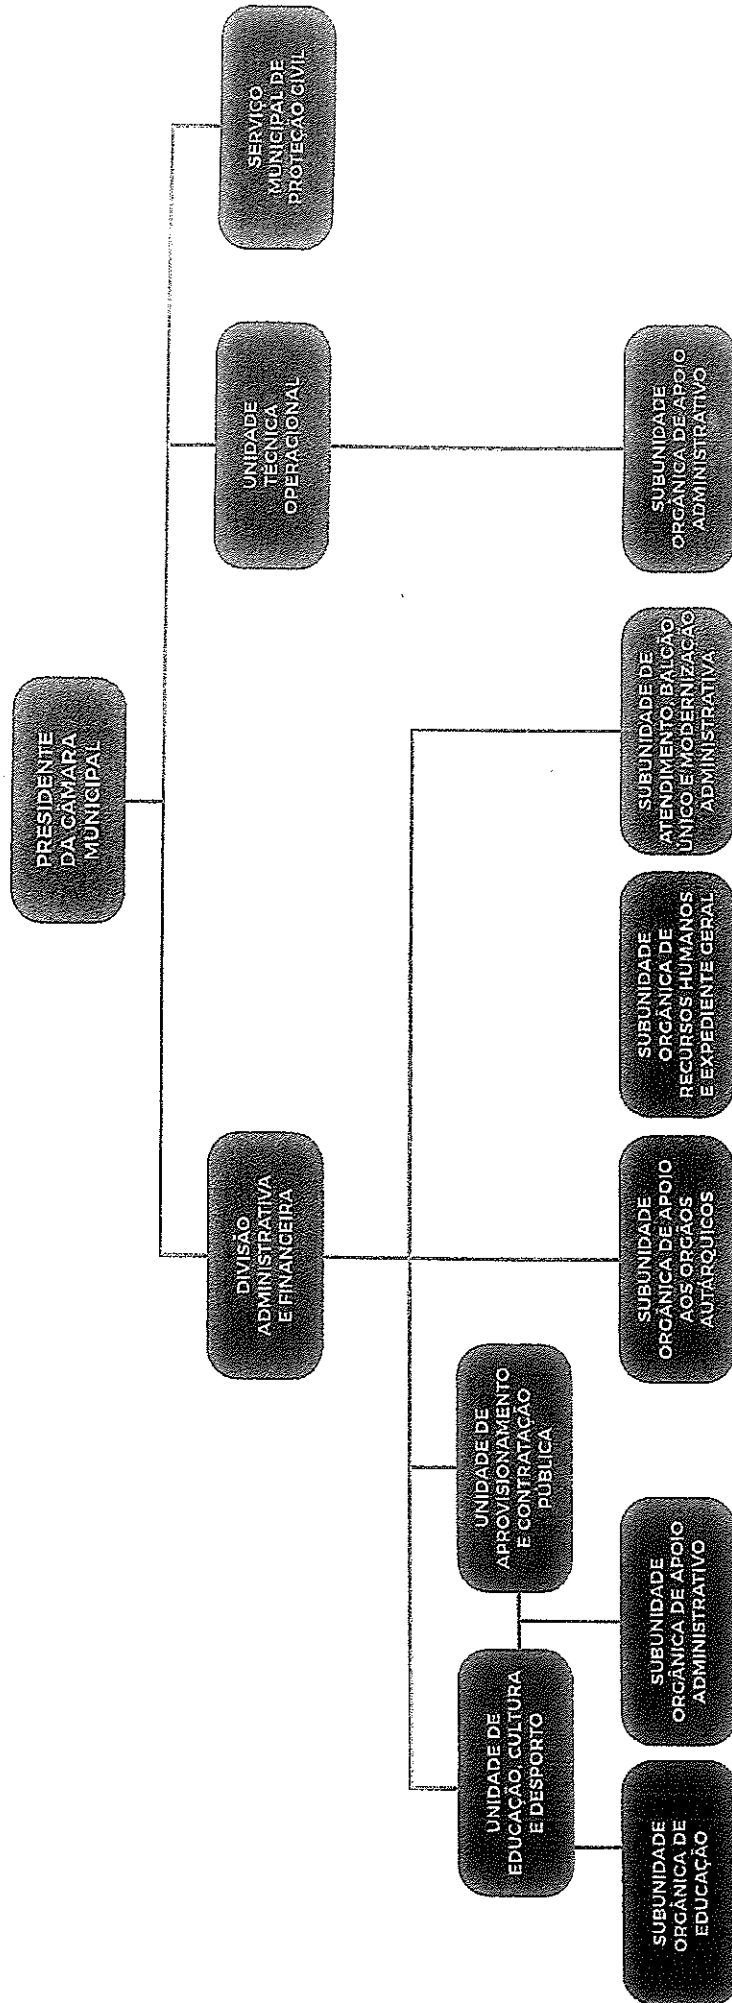 PRESIDENTE
DA CÂMARA
MUNICIPAL
DIVISÃO
ADMINISTRATIVA
E FINANCEIRA
UNIDADE
TÉCNICA
OPERACIONAL
SERVIÇO
MUNICIPAL DE
PROTEÇÃO CIVIL
UNIDADE DE
EDUCAÇÃO, CULTURA
E DESPORTO
UNIDADE DE
APROVISIONAMENTO
E CONTRATAÇÃO
PÚBLICA
SUBUNIDADE
ORGÂNICA DE
EDUCAÇÃO
SUBUNIDADE
ORGÂNICA DE APOIO
ADMINISTRATIVO
SUBUNIDADE
ORGÂNICA DE APOIO
AOS ORGÃOS
AUTÁRQUICOS
SUBUNIDADE
ORGÂNICA DE
RECURSOS HUMANOS
E EXPEDIENTE GERAL
SUBUNIDADE DE
ATENDIMENTO, BALCÃO
ÚNICO E MODERNIZAÇÃO
ADMINISTRATIVA
SUBUNIDADE
ORGÂNICA DE APOIO
ADMINISTRATIVO